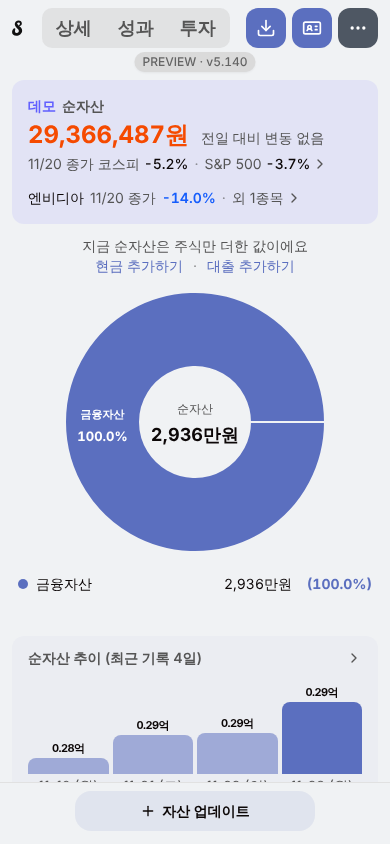 상세 성과 투자
PREVIEW · v5.140
데모 순자산
29,366,487원 전일 대비 변동 없음
11/20 종가 코스피 -5.2% · S&P 500 -3.7%
엔비디아 11/20 종가 -14.0% · 외 1종목
지금 순자산은 주식만 더한 값이에요
현금 추가하기 · 대출 추가하기
금융자산
100.0%
순자산
2,936만원
금융자산 2,936만원 (100.0%)
순자산 추이 (최근 기록 4일)
0.28억 0.29억 0.29억 0.29억
+ 자산 업데이트